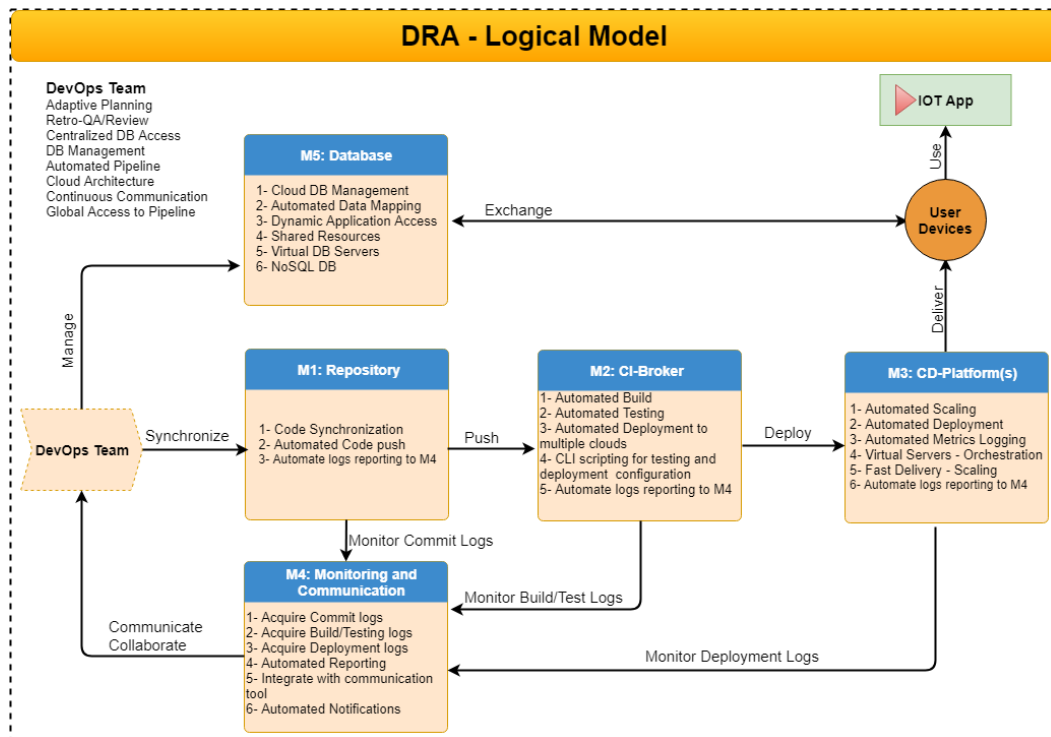 DRA - Logical Model
DevOps Team
Adaptive Planning
Retro-QA/Review
Centralized DB Access
DB Management
Automated Pipeline
Cloud Architecture
Continuous Communication
Global Access to Pipeline
IOT App
Use
User
Devices
M5: Database
1- Cloud DB Management
2- Automated Data Mapping
3- Dynamic Application Access
4- Shared Resources
5- Virtual DB Servers
6- NoSQL DB
Exchange
Manage
Deliver
DevOps Team
Synchronize
M1: Repository
1- Code Synchronization
2- Automated Code push
3- Automate logs reporting to M4
Push
M2: CI-Broker
1- Automated Build
2- Automated Testing
3- Automated Deployment to
multiple clouds
4- CLI scripting for testing and
deployment configuration
5- Automate logs reporting to M4
Deploy
M3: CD-Platform(s)
1- Automated Scaling
2- Automated Deployment
3- Automated Metrics Logging
4- Virtual Servers - Orchestration
5- Fast Delivery - Scaling
6- Automate logs reporting to M4
Monitor Commit Logs
M4: Monitoring and
Communication
1- Acquire Commit logs
2- Acquire Build/Testing logs
3- Acquire Deployment logs
4- Automated Reporting
5- Integrate with communication
tool
6- Automated Notifications
Monitor Build/Test Logs
Monitor Deployment Logs
Communicate
Collaborate